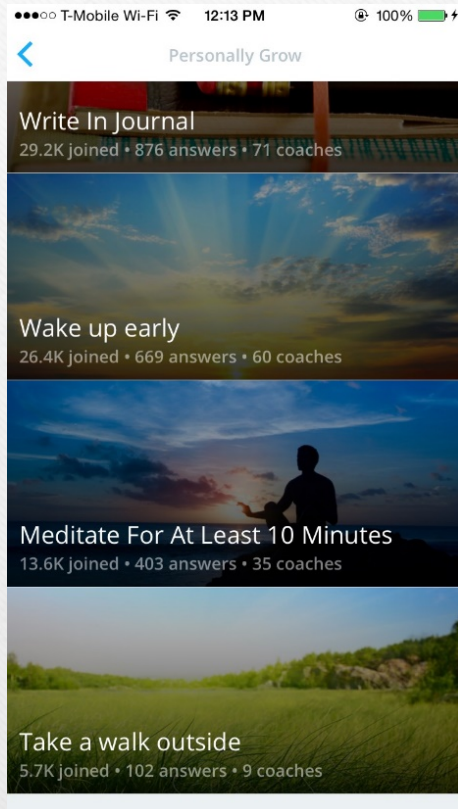 T-Mobile Wi-Fi 12:13 PM 100%
Personally Grow
Write In Journal
29.2K joined • 876 answers • 71 coaches
Wake up early
26.4K joined • 669 answers • 60 coaches
Meditate For At Least 10 Minutes
13.6K joined • 403 answers • 35 coaches
Take a walk outside
5.7K joined • 102 answers • 9 coaches